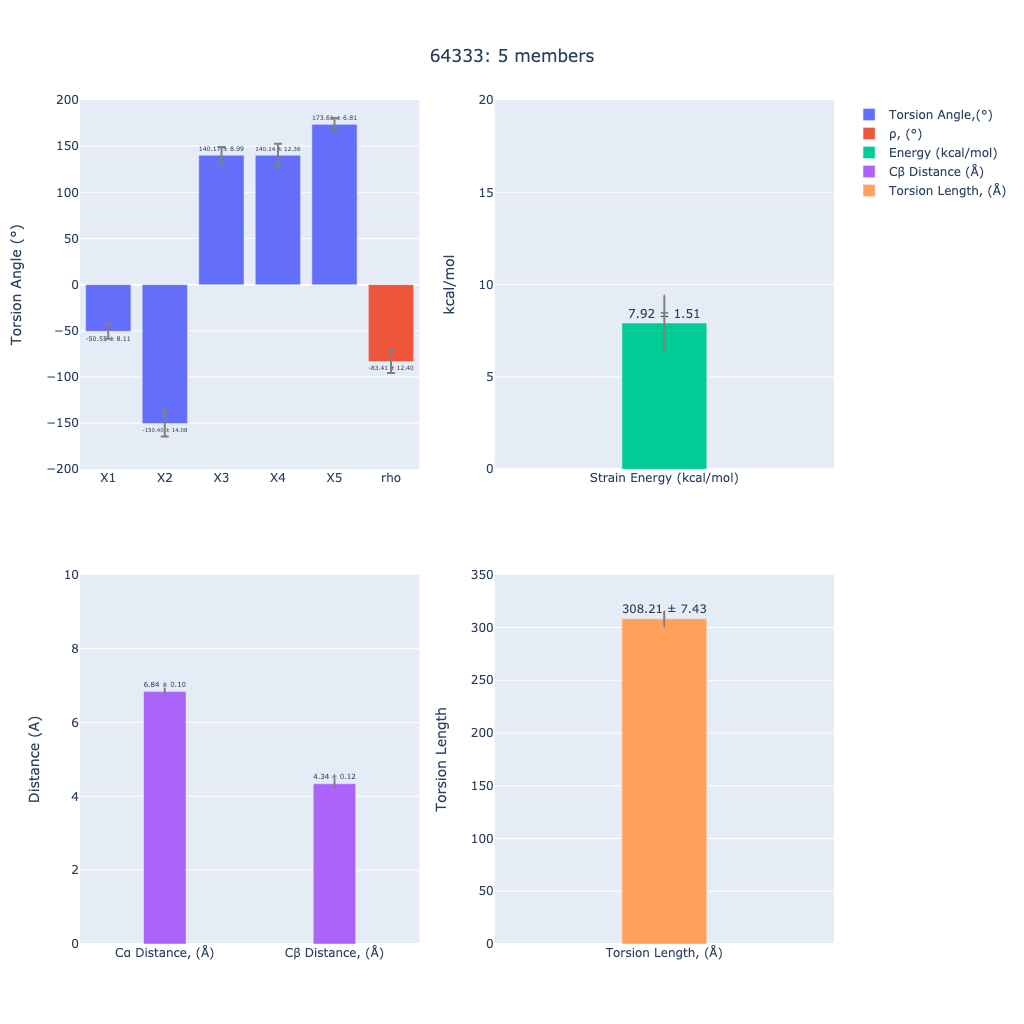 64333: 5 members
Torsion Angle (°)
200
150
100
50
0
−50
−100
−150
−200
-50.55 ± 8.11
-150.40 ± 14.08
140.17 ± 8.99
140.14 ± 12.36
173.61 ± 6.81
-83.41 ± 12.40
X1 X2 X3 X4 X5 rho
kcal/mol
20
15
10
5
0
7.92 ± 1.51
Strain Energy (kcal/mol)
Torsion Angle,(°)
ρ, (°)
Energy (kcal/mol)
Cβ Distance (Å)
Torsion Length, (Å)
Distance (A)
10
8
6
4
2
0
6.84 ± 0.10
4.34 ± 0.12
Cα Distance, (Å) Cβ Distance, (Å)
Torsion Length
350
300
250
200
150
100
50
0
308.21 ± 7.43
Torsion Length, (Å)